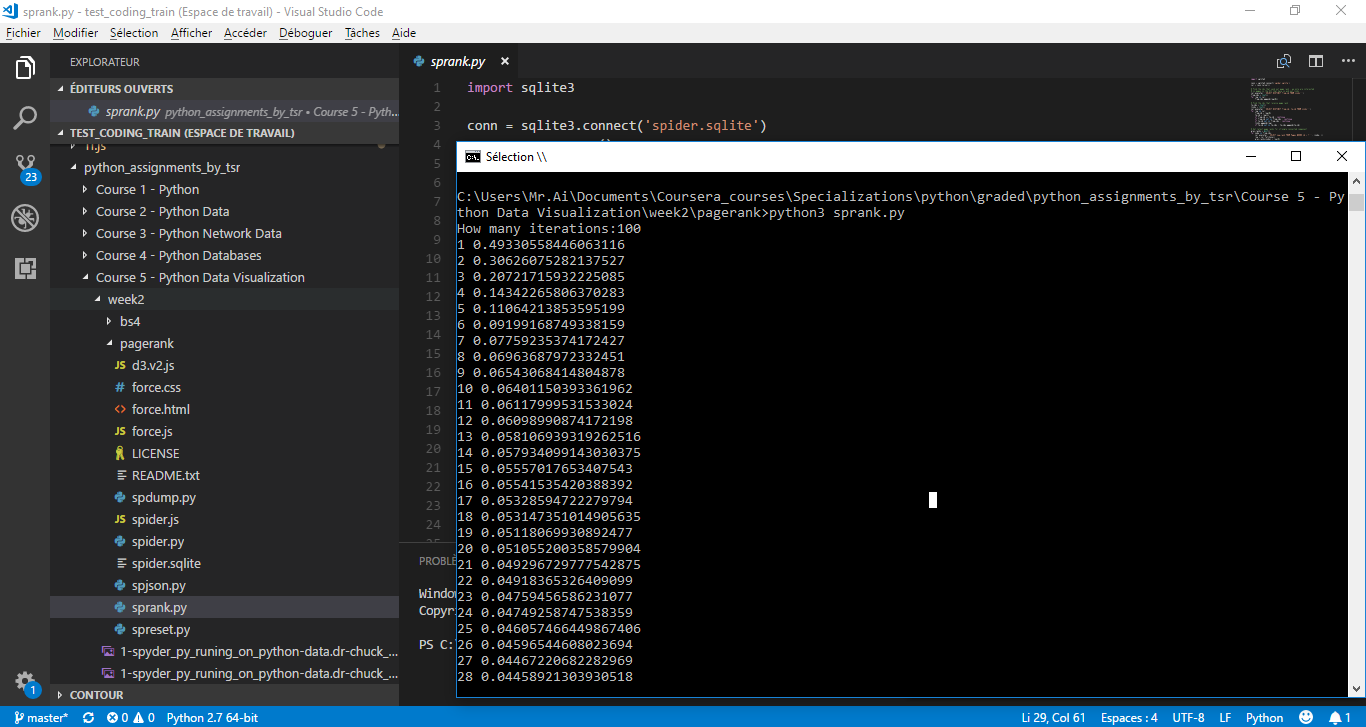 sprank.py - test_coding_train (Espace de travail) - Visual Studio Code
Fichier Modifier Sélection Afficher Accéder Déboguer Tâches Aide
EXPLORATEUR
ÉDITEURS OUVERTS
sprank.py python_assignments_by_tsr • Course 5 - Pyth...
TEST_CODING_TRAIN (ESPACE DE TRAVAIL)
python_assignments_by_tsr
Course 1 - Python
Course 2 - Python Data
Course 3 - Python Network Data
Course 4 - Python Databases
Course 5 - Python Data Visualization
week2
bs4
pagerank
JS d3.v2.js
# force.css
<> force.html
JS force.js
LICENSE
README.txt
spdump.py
JS spider.js
spider.py
spider.sqlite
spjson.py
sprank.py
spreset.py
1-spyder_py_runing_on_python-data.dr-chuck_...
1-spyder_py_runing_on_python-data.dr-chuck_...
CONTOUR
23
1
sprank.py
1 import sqlite3
2
3 conn = sqlite3.connect('spider.sqlite')
4
5
6
7
8
9
10
11
12
13
14
15
16
17
18
19
20
21
22
23
24
PROBLÈ
Windo
Copyr
PS C:
Sélection \\
C:\Users\Mr.Ai\Documents\Coursera_courses\Specializations\python\graded\python_assignments_by_tsr\Course 5 - Py
thon Data Visualization\week2\pagerank>python3 sprank.py
How many iterations:100
1 0.49330558446063116
2 0.30626075282137527
3 0.20721715932225085
4 0.14342265806370283
5 0.11064213853595199
6 0.09199168749338159
7 0.07759235374172427
8 0.06963687972332451
9 0.06543068414804878
10 0.06401150393361962
11 0.06117999531533024
12 0.06098990874172198
13 0.058106939319262516
14 0.057934099143030375
15 0.05557017653407543
16 0.05541535420388392
17 0.05328594722279794
18 0.053147351014905635
19 0.05118069930892477
20 0.051055200358579904
21 0.049296729777542875
22 0.04918365326409099
23 0.04759456586231077
24 0.04749258747538359
25 0.046057466449867406
26 0.04596544608023694
27 0.04467220682282969
28 0.04458921303930518
master* 0 0 Python 2.7 64-bit Li 29, Col 61 Espaces : 4 UTF-8 LF Python 1